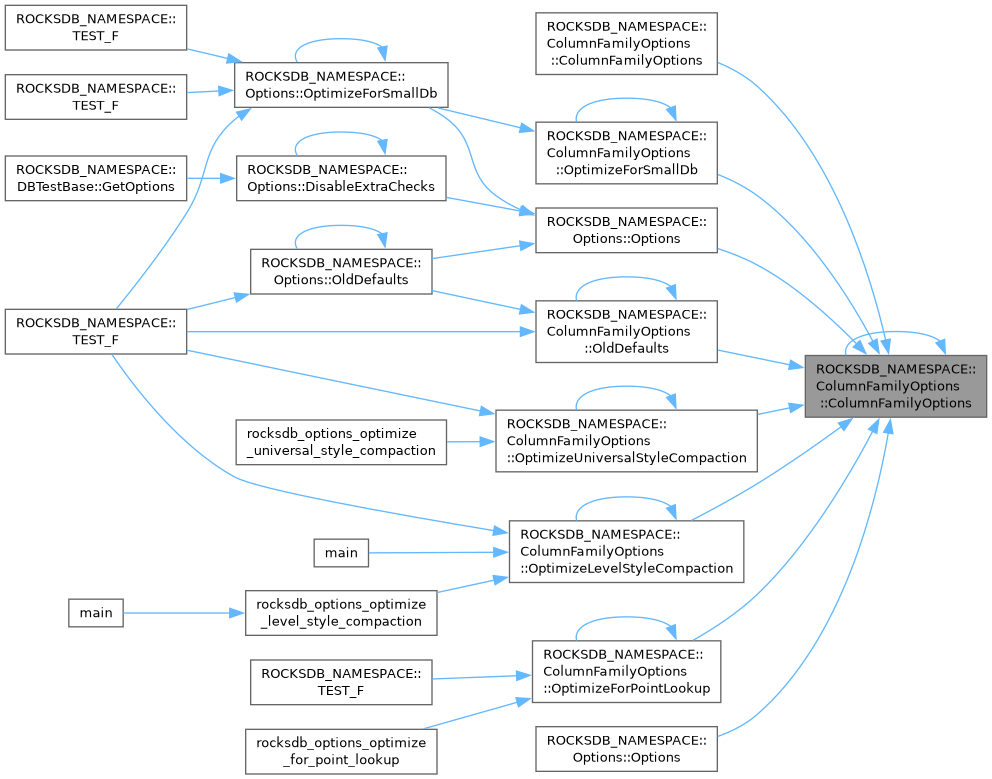 ROCKSDB_NAMESPACE::
TEST_F
ROCKSDB_NAMESPACE::
TEST_F
ROCKSDB_NAMESPACE::
DBTestBase::GetOptions
ROCKSDB_NAMESPACE::
TEST_F
main
ROCKSDB_NAMESPACE::
Options::OptimizeForSmallDb
ROCKSDB_NAMESPACE::
Options::DisableExtraChecks
ROCKSDB_NAMESPACE::
Options::OldDefaults
rocksdb_options_optimize
_universal_style_compaction
main
rocksdb_options_optimize
_level_style_compaction
ROCKSDB_NAMESPACE::
TEST_F
rocksdb_options_optimize
_for_point_lookup
ROCKSDB_NAMESPACE::
ColumnFamilyOptions
::ColumnFamilyOptions
ROCKSDB_NAMESPACE::
ColumnFamilyOptions
::OptimizeForSmallDb
ROCKSDB_NAMESPACE::
Options::Options
ROCKSDB_NAMESPACE::
ColumnFamilyOptions
::OldDefaults
ROCKSDB_NAMESPACE::
ColumnFamilyOptions
::OptimizeUniversalStyleCompaction
ROCKSDB_NAMESPACE::
ColumnFamilyOptions
::OptimizeLevelStyleCompaction
ROCKSDB_NAMESPACE::
ColumnFamilyOptions
::OptimizeForPointLookup
ROCKSDB_NAMESPACE::
Options::Options
ROCKSDB_NAMESPACE::
ColumnFamilyOptions
::ColumnFamilyOptions